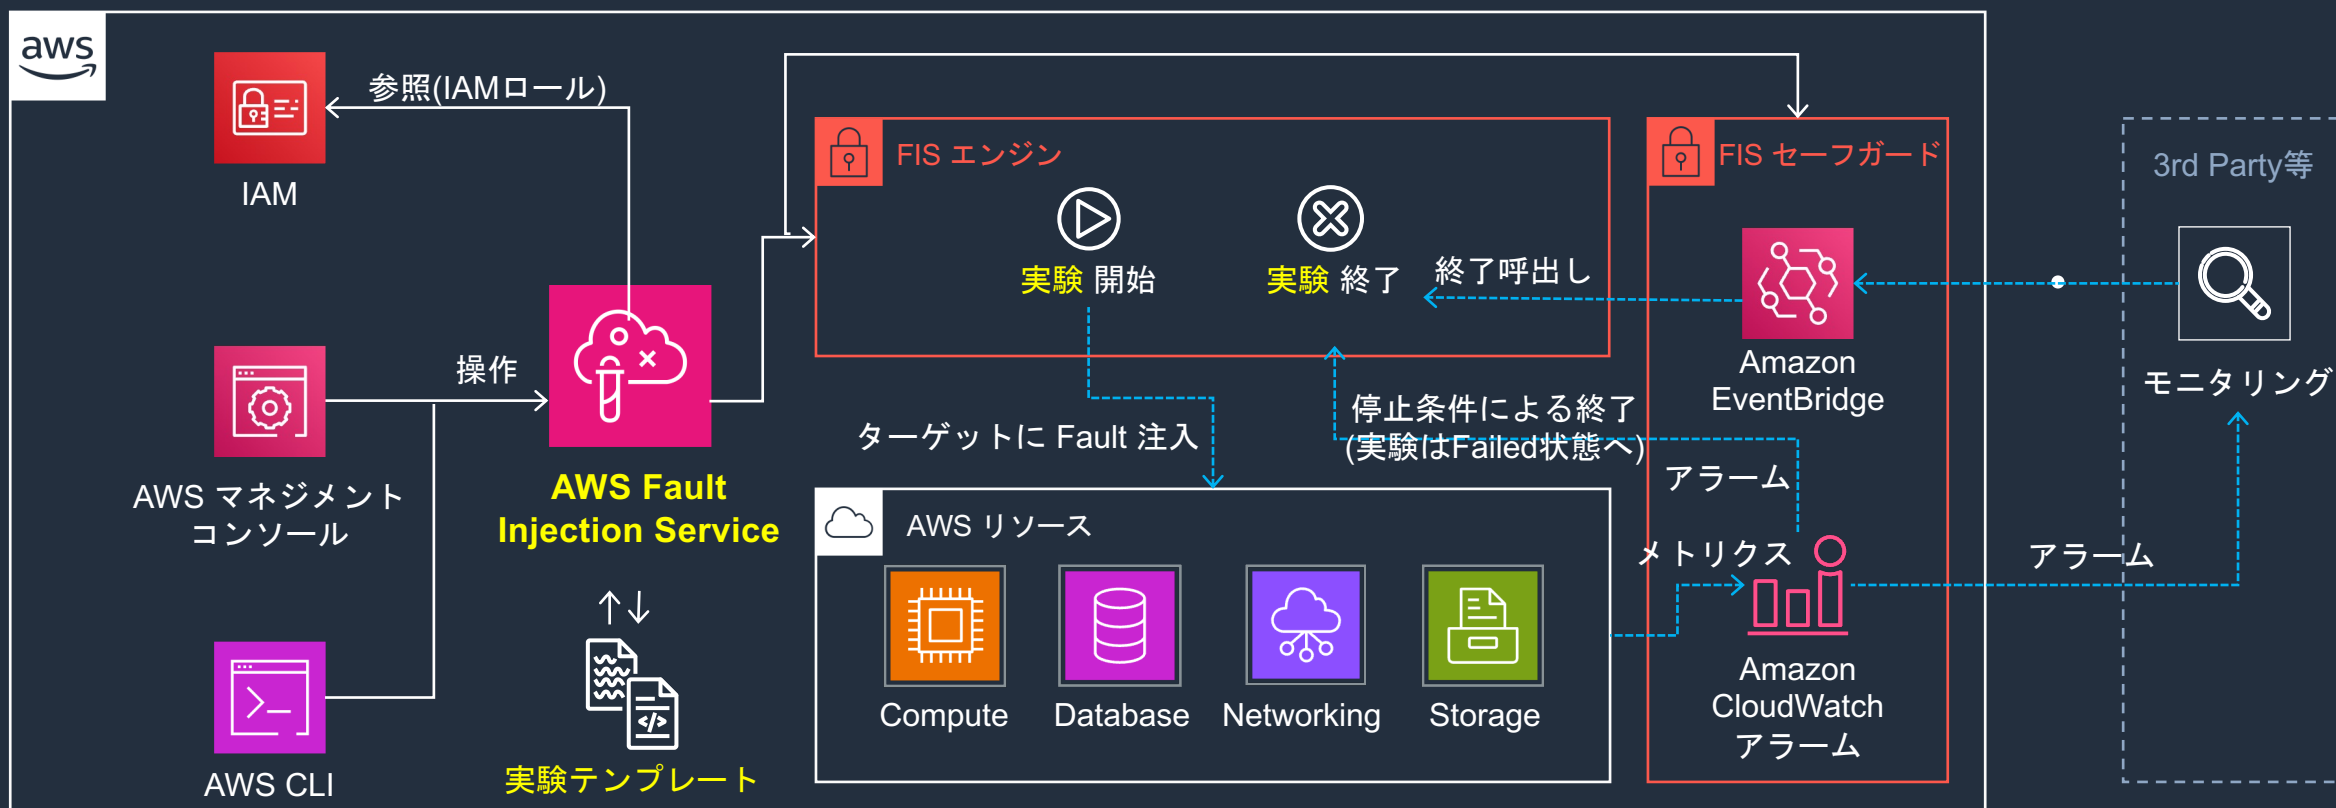 aws
参照(IAMロール)
IAM
操作
AWS マネジメント
コンソール
AWS CLI
AWS Fault
Injection Service
実験テンプレート
FIS エンジン
実験 開始
実験 終了
終了呼出し
ターゲットに Fault 注入
停止条件による終了
(実験はFailed状態へ)
AWS リソース
Compute
Database
Networking
Storage
FIS セーフガード
Amazon
EventBridge
アラーム
メトリクス
Amazon
CloudWatch
アラーム
アラーム
3rd Party等
モニタリング